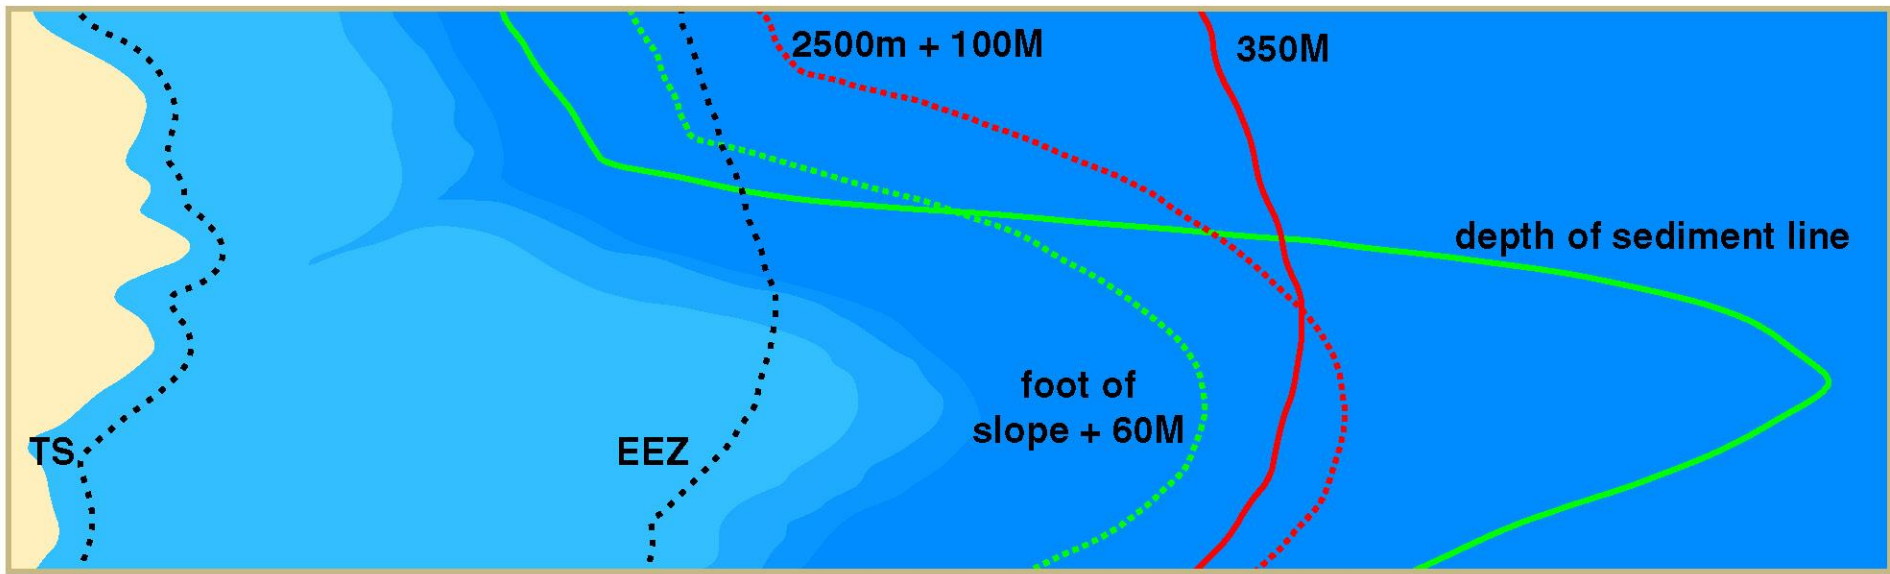 2500m + 100M
350M
depth of sediment line
foot of
slope + 60M
TS
EEZ